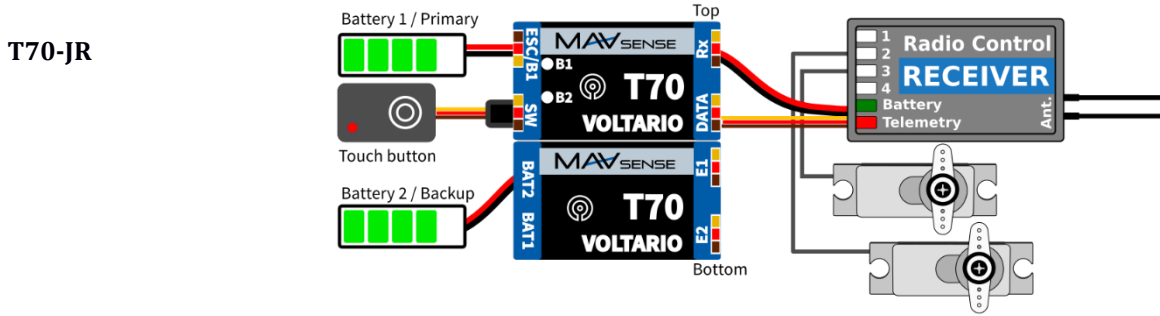 T70-JR
Battery 1 / Primary
Top
ESC/B1
MAVSENSE
Rx
B1
T70
B2
SW
VOLTARIO
DATA
Touch button
1
2
3
4
Radio Control
RECEIVER
Battery
Telemetry
Ant.
Battery 2 / Backup
BAT2
MAVSENSE
E1
T70
BAT1
VOLTARIO
E2
Bottom